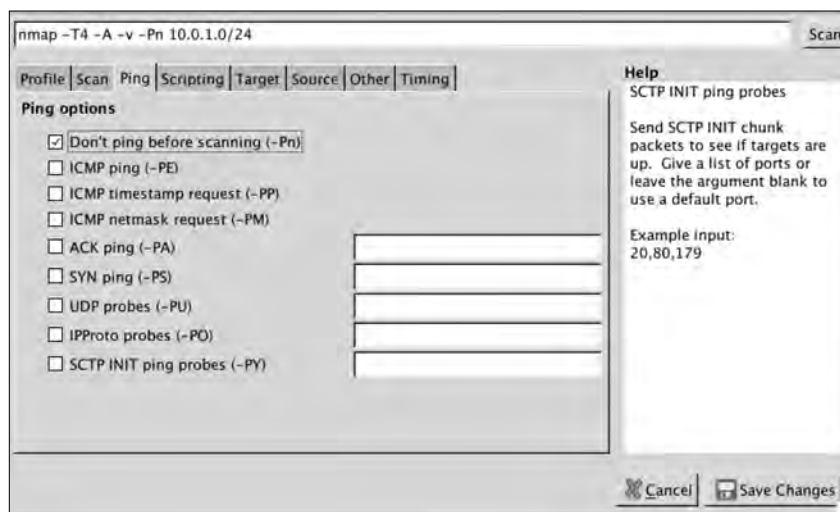 nmap -T4 -A -v -Pn 10.0.1.0/24
Scan
Profile Scan Ping Scripting Target Source Other Timing
Ping options
Don't ping before scanning (-Pn)
ICMP ping (-PE)
ICMP timestamp request (-PP)
ICMP netmask request (-PM)
ACK ping (-PA)
SYN ping (-PS)
UDP probes (-PU)
IPProto probes (-PO)
SCTP INIT ping probes (-PY)
Help
SCTP INIT ping probes
Send SCTP INIT chunk
packets to see if targets are
up. Give a list of ports or
leave the argument blank to
use a default port.
Example input:
20,80,179
Cancel
Save Changes